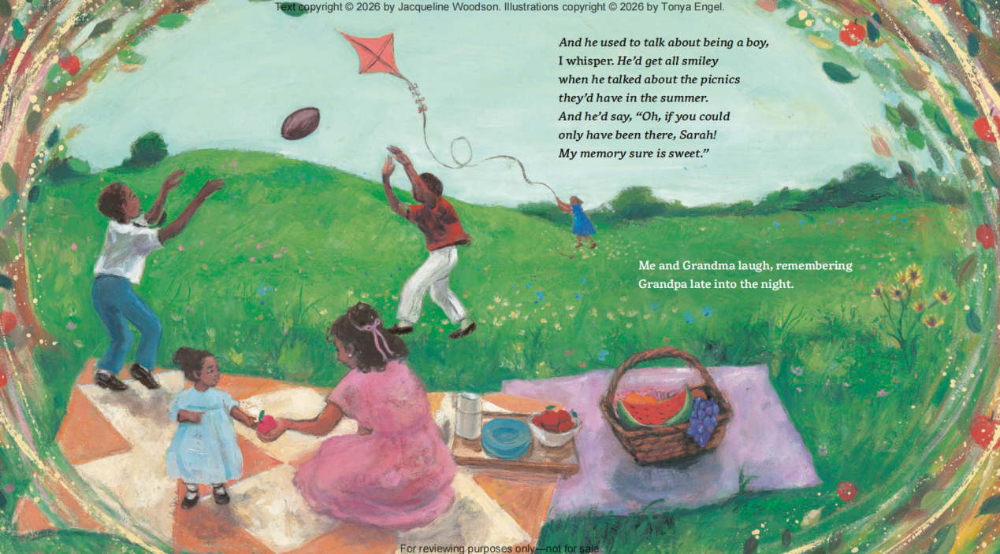 Text copyright © 2026 by Jacqueline Woodson. Illustrations copyright © 2026 by Tonya Engel.
And he used to talk about being a boy,
I whisper. He’d get all smiley
when he talked about the picnics
they’d have in the summer.
And he’d say, “Oh, if you could
only have been there, Sarah!
My memory sure is sweet.”
Me and Grandma laugh, remembering
Grandpa late into the night.
For reviewing purposes only—not for sale